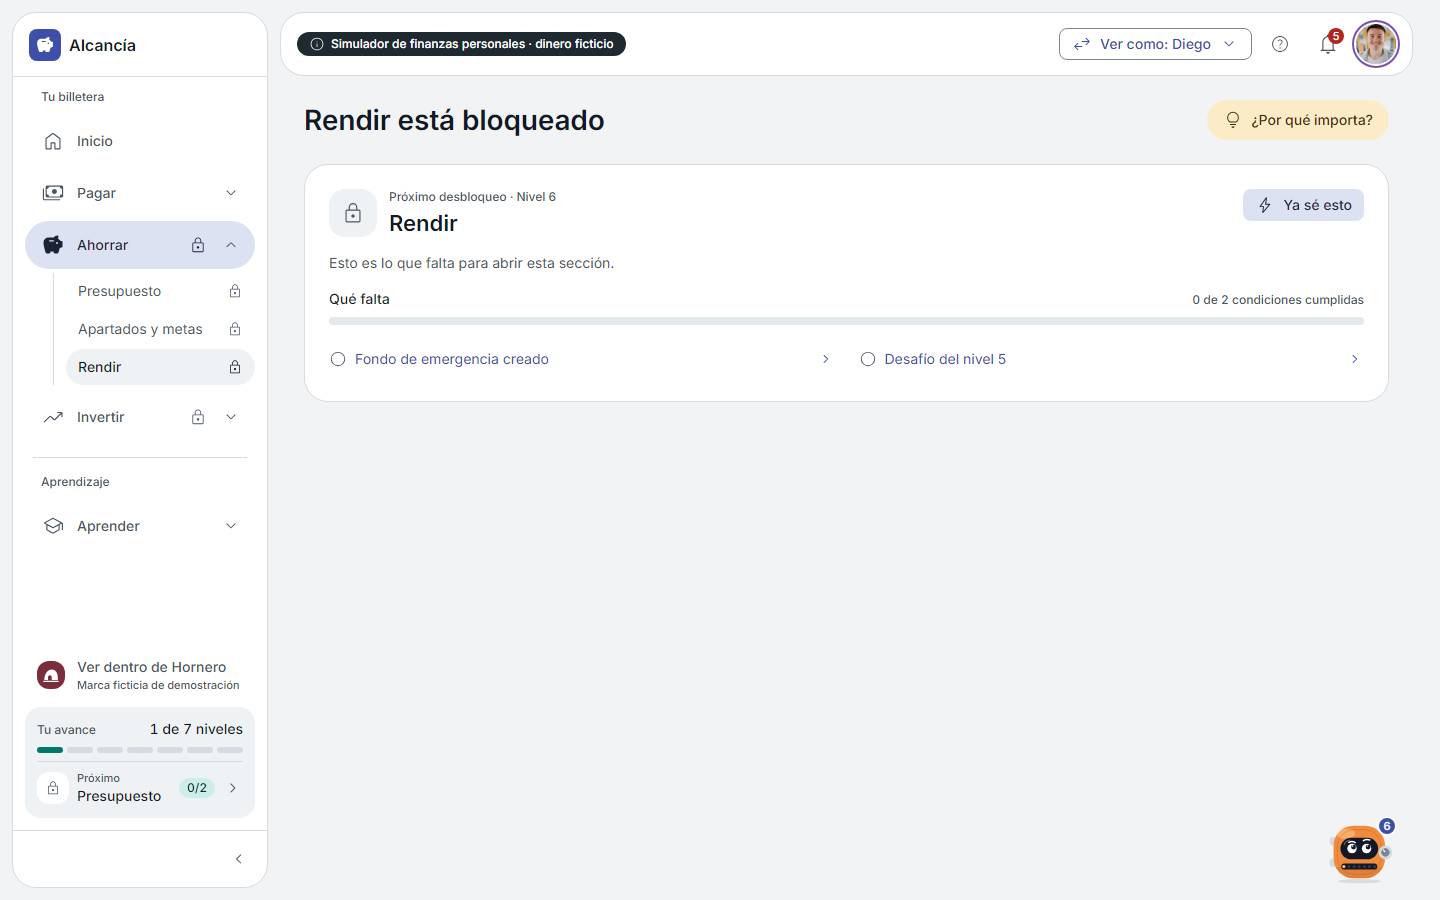 Alcancía
Tu billetera
Inicio
Pagar
Ahorrar
Presupuesto
Apartados y metas
Rendir
Invertir
Aprendizaje
Aprender
Ver dentro de Hornero
Marca ficticia de demostración
Tu avance 1 de 7 niveles
Próximo
Presupuesto 0/2
Simulador de finanzas personales · dinero ficticio
Ver como: Diego
5
Rendir está bloqueado
¿Por qué importa?
Próximo desbloqueo · Nivel 6
Rendir
Ya sé esto
Esto es lo que falta para abrir esta sección.
Qué falta 0 de 2 condiciones cumplidas
Fondo de emergencia creado Desafío del nivel 5
6